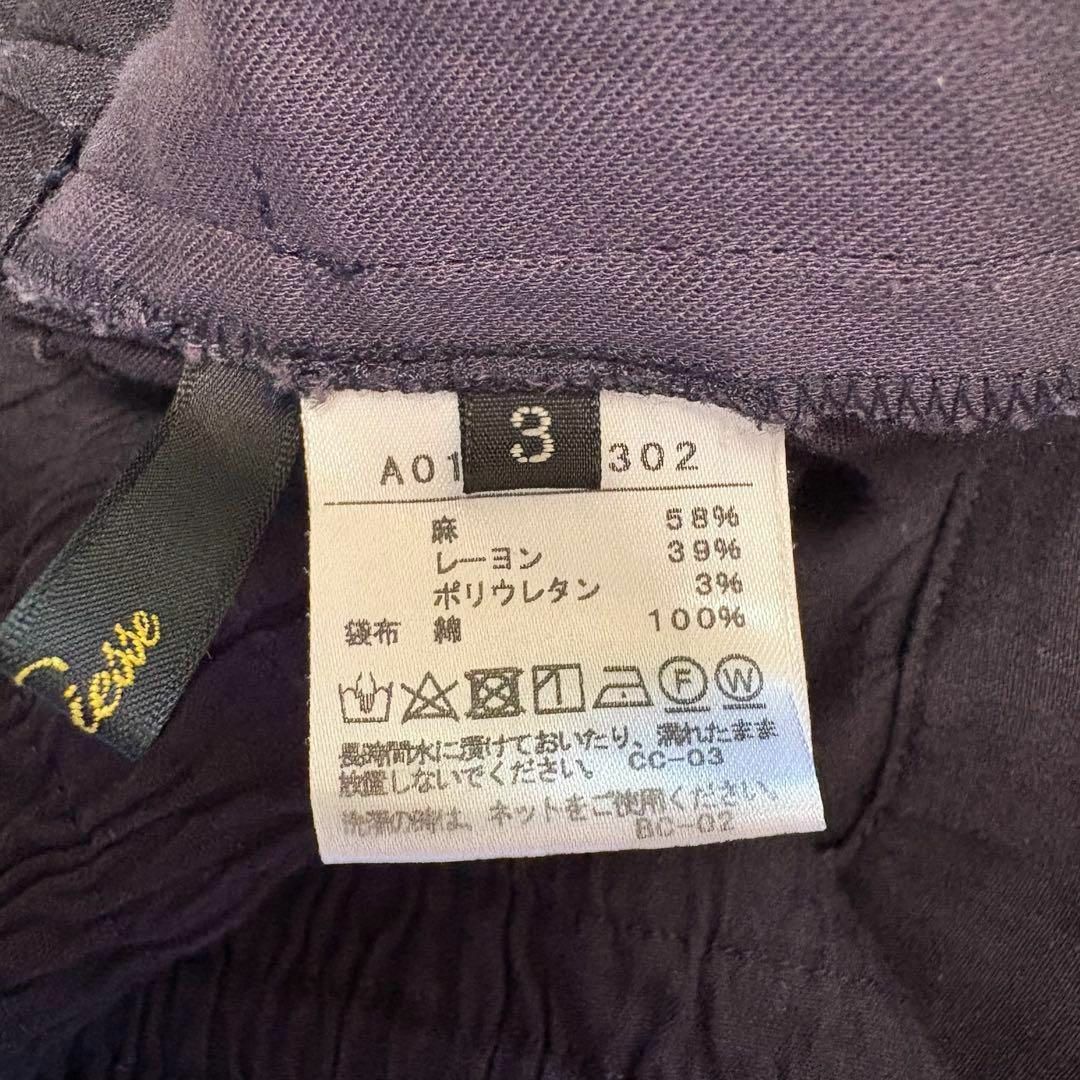 3
A01 302
麻 58%
レーヨン 39%
ポリウレタン 3%
袋布 綿 100%
F W
長時間水に漬けておいたり、濡れたまま
放置しないでください。 CC-03
洗濯の時は、ネットをご使用ください。
BC-02